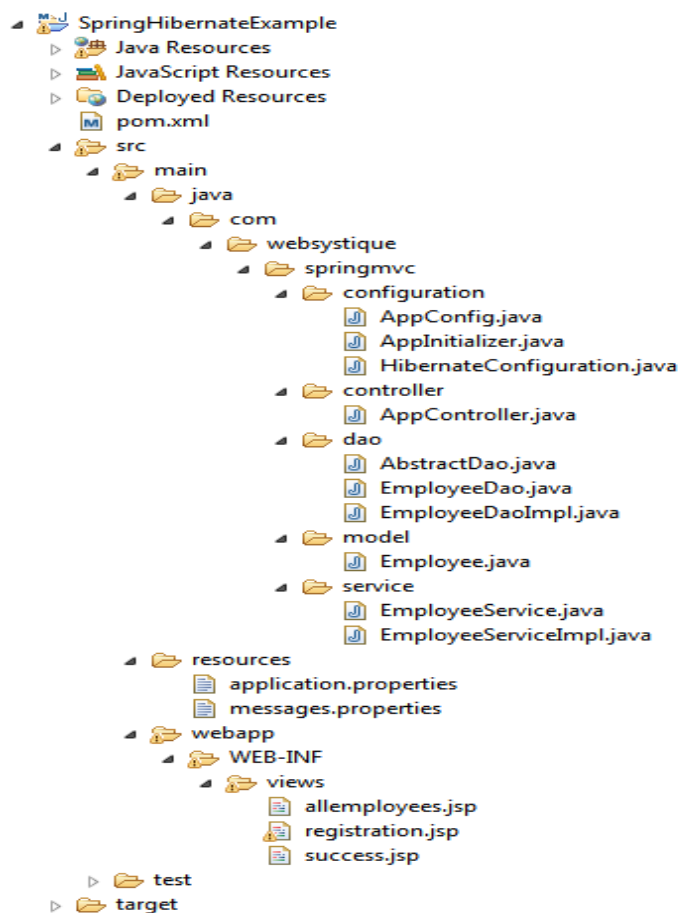 SpringHibernateExample
Java Resources
JavaScript Resources
Deployed Resources
pom.xml
src
main
java
com
websystique
springmvc
configuration
AppConfig.java
AppInitializer.java
HibernateConfiguration.java
controller
AppController.java
dao
AbstractDao.java
EmployeeDao.java
EmployeeDaoImpl.java
model
Employee.java
service
EmployeeService.java
EmployeeServiceImpl.java
resources
application.properties
messages.properties
webapp
WEB-INF
views
allemployees.jsp
registration.jsp
success.jsp
test
target